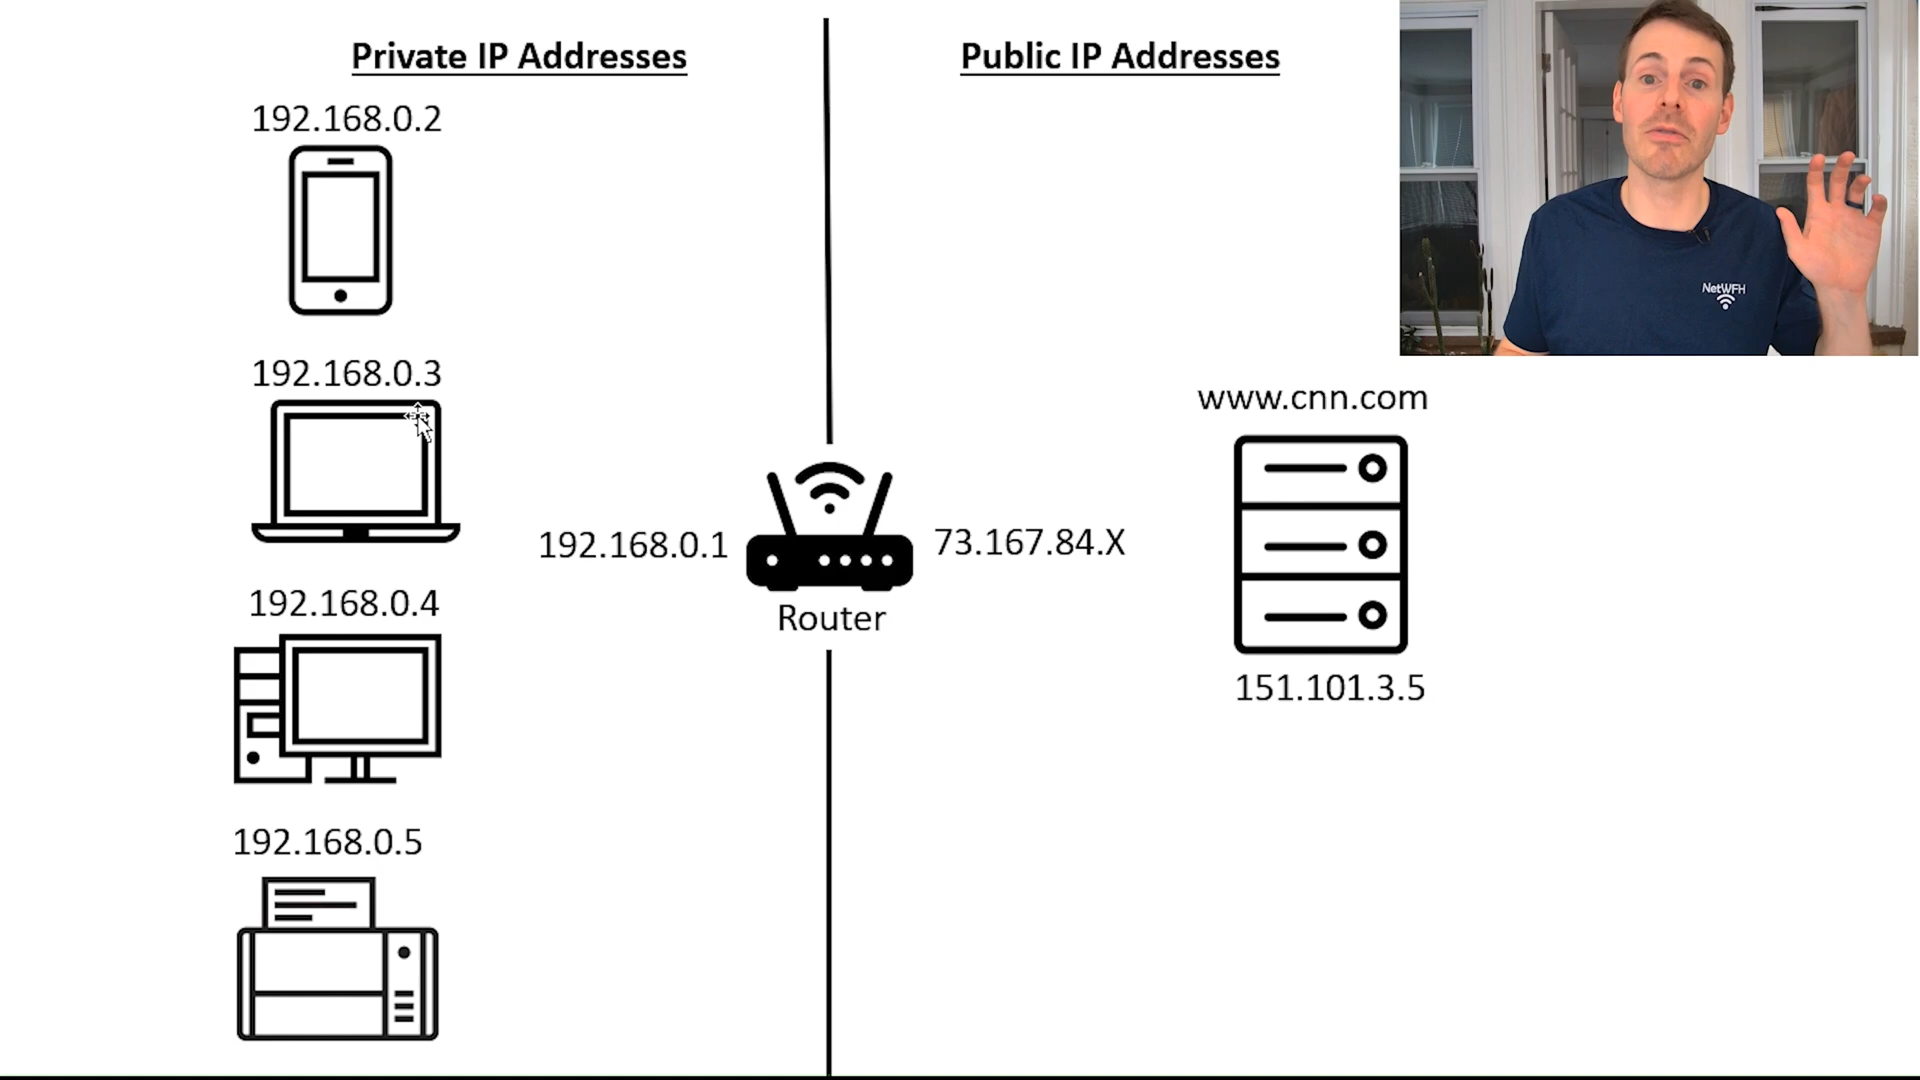 Private IP Addresses
Public IP Addresses
192.168.0.2
192.168.0.3
192.168.0.4
192.168.0.5
192.168.0.1
73.167.84.X
Router
www.cnn.com
151.101.3.5
NetWFH